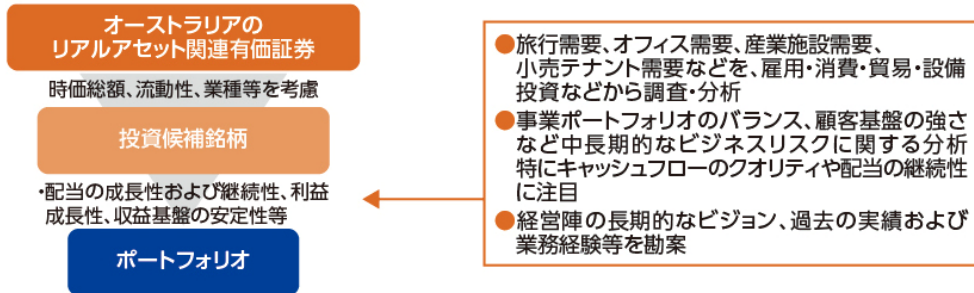 オーストラリアの
リアルアセット関連有価証券
時価総額、流動性、業種等を考慮
投資候補銘柄
・配当の成長性および継続性、利益
成長性、収益基盤の安定性等
ポートフォリオ
●旅行需要、オフィス需要、産業施設需要、
小売テナント需要などを、雇用・消費・貿易・設備
投資などから調査・分析
●事業ポートフォリオのバランス、顧客基盤の強さ
など中長期的なビジネスリスクに関する分析
特にキャッシュフローのクオリティや配当の継続性
に注目
●経営陣の長期的なビジョン、過去の実績および
業務経験等を勘案